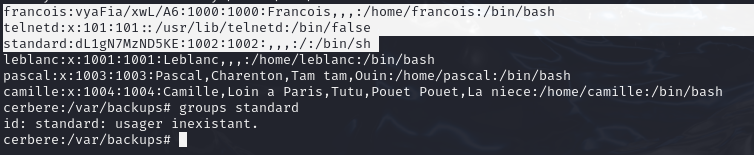 francois:vyaFia/xwL/A6:1000:1000:Francois,,,:/home/francois:/bin/bash
telnetd:x:101:101::/usr/lib/telnetd:/bin/false
standard:dL1gN7MzND5KE:1002:1002:,,,:/:/bin/sh
leblanc:x:1001:1001:Leblanc,,,:/home/leblanc:/bin/bash
pascal:x:1003:1003:Pascal,Charenton,Tam tam,Ouin:/home/pascal:/bin/bash
camille:x:1004:1004:Camille,Loin a Paris,Tutu,Pouet Pouet,La niece:/home/camille:/bin/bash
cerbere:/var/backups# groups standard
id: standard: usager inexistant.
cerbere:/var/backups#